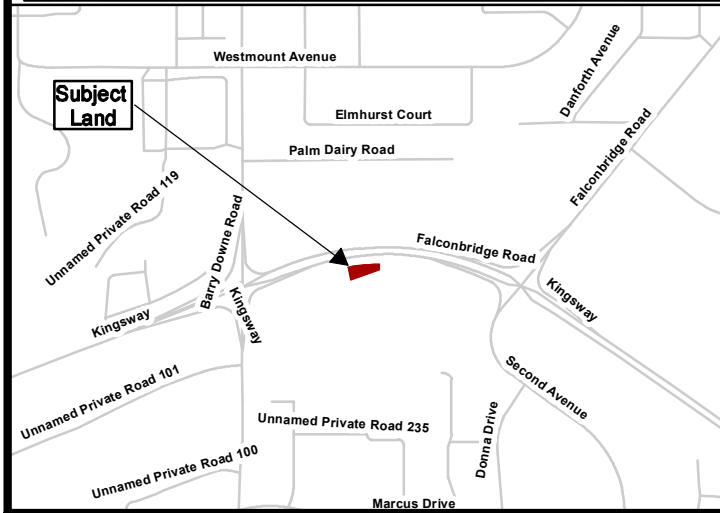 Westmount Avenue
Danforth Avenue
Subject
Land
Elmhurst Court
Falconbridge Road
Palm Dairy Road
Unnamed Private Road 119
Barry Downe Road
Falconbridge Road
Kingsway
Kingsway
Kingsway
Unnamed Private Road 101
Second Avenue
Unnamed Private Road 235
Donna Drive
Unnamed Private Road 100
Marcus Drive